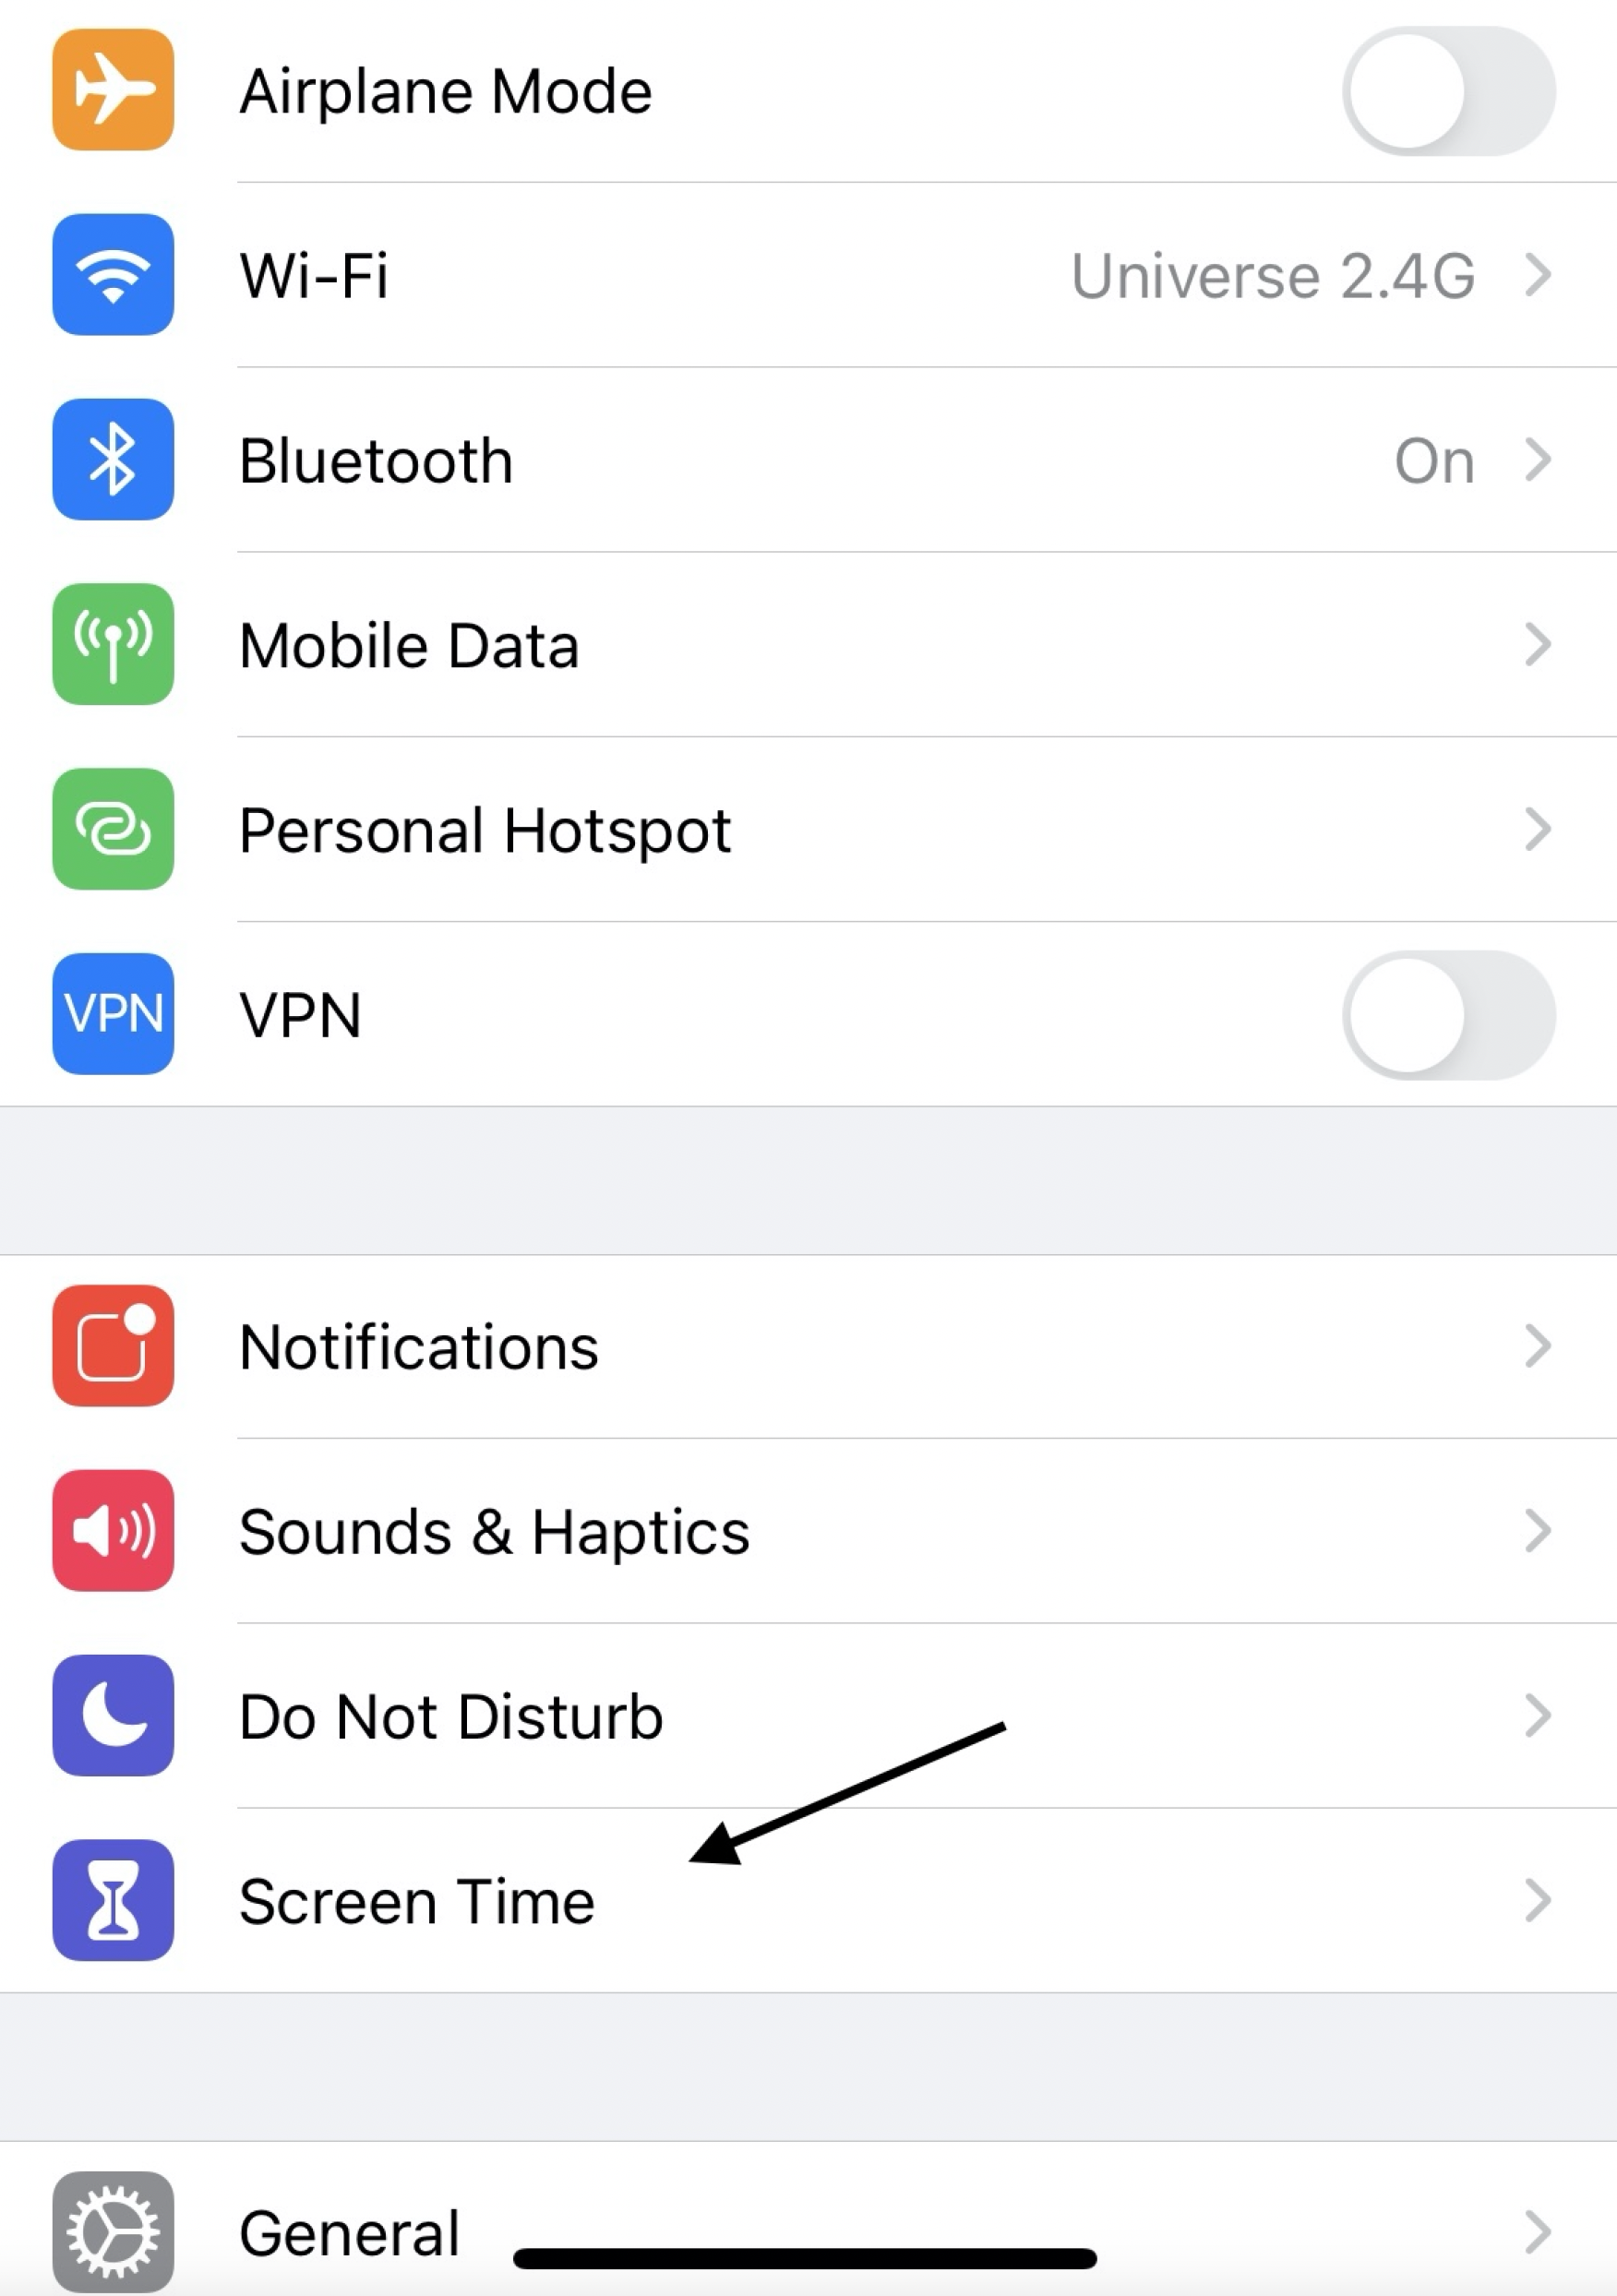 Airplane Mode
Wi-Fi Universe 2.4G
Bluetooth On
Mobile Data
Personal Hotspot
VPN VPN
Notifications
Sounds & Haptics
Do Not Disturb
Screen Time
General